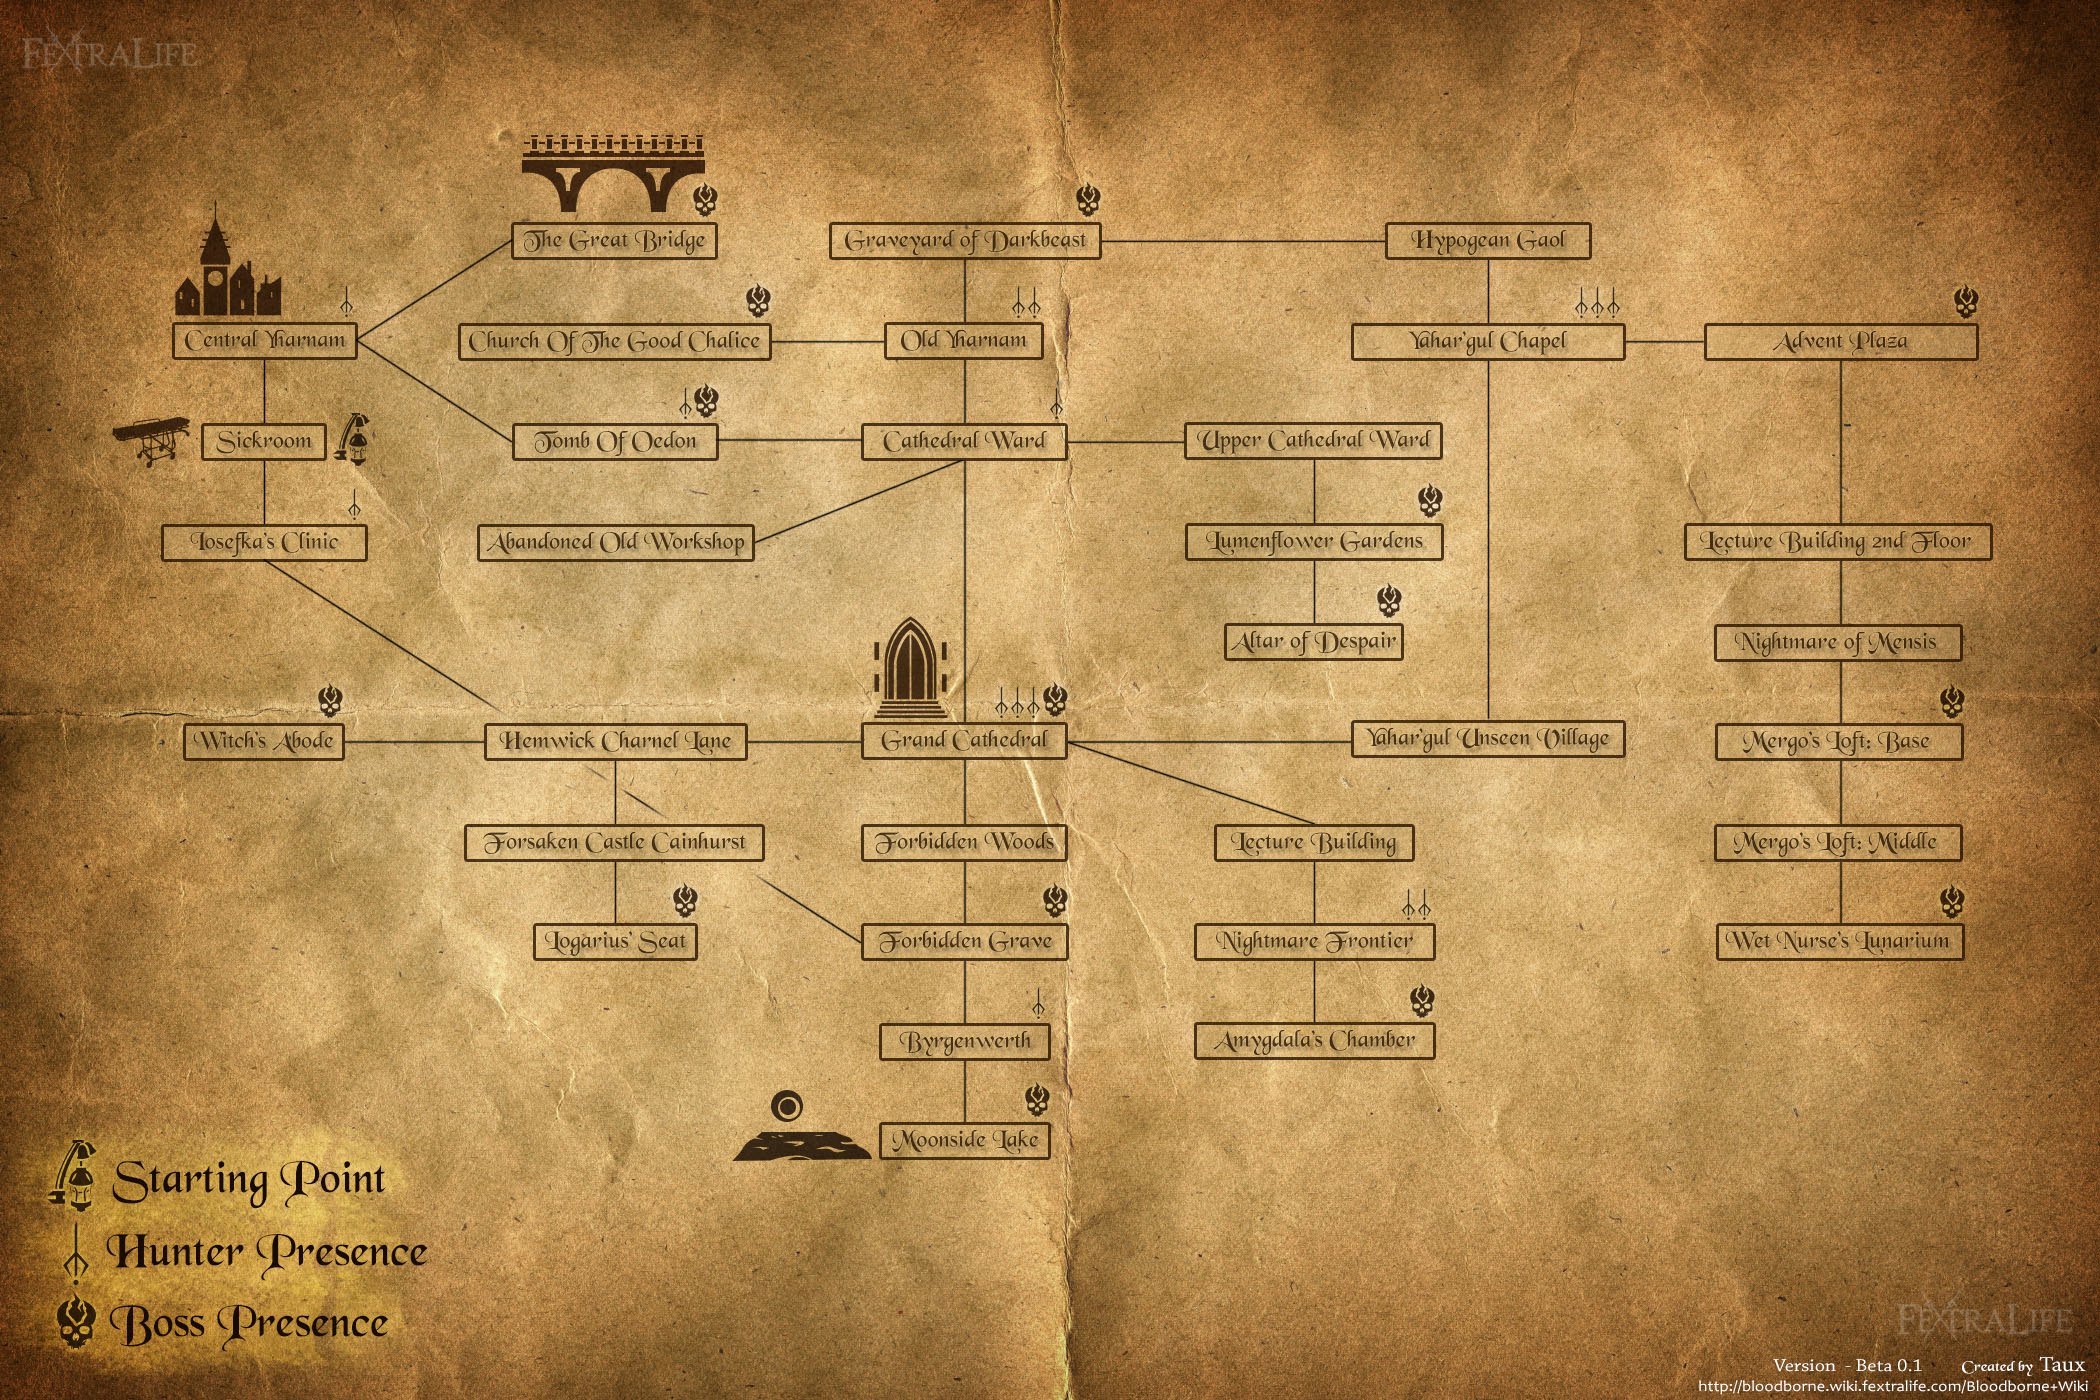 FEXTRALIFE
The Great Bridge
Graveyard of Darkbeast
Hypogean Gaol
Central Yharnam
Church Of The Good Chalice
Old Yharnam
Yahar'gul Chapel
Advent Plaza
Sickroom
Tomb Of Oedon
Cathedral Ward
Upper Cathedral Ward
Iosefka's Clinic
Abandoned Old Workshop
Lumenflower Gardens
Lecture Building 2nd Floor
Altar of Despair
Nightmare of Mensis
Witch's Abode
Hemwick Charnel Lane
Grand Cathedral
Yahar'gul Unseen Village
Mergo's Loft: Base
Forsaken Castle Cainhurst
Forbidden Woods
Lecture Building
Mergo's Loft: Middle
Logarius' Seat
Forbidden Grave
Nightmare Frontier
Wet Nurse's Lunarium
Byrgenwerth
Amygdala's Chamber
Moonside Lake
Starting Point
Hunter Presence
Boss Presence
FEXTRALIFE
Version - Beta 0.1 Created by Taux
http://bloodborne.wiki.fextralife.com/Bloodborne+Wiki